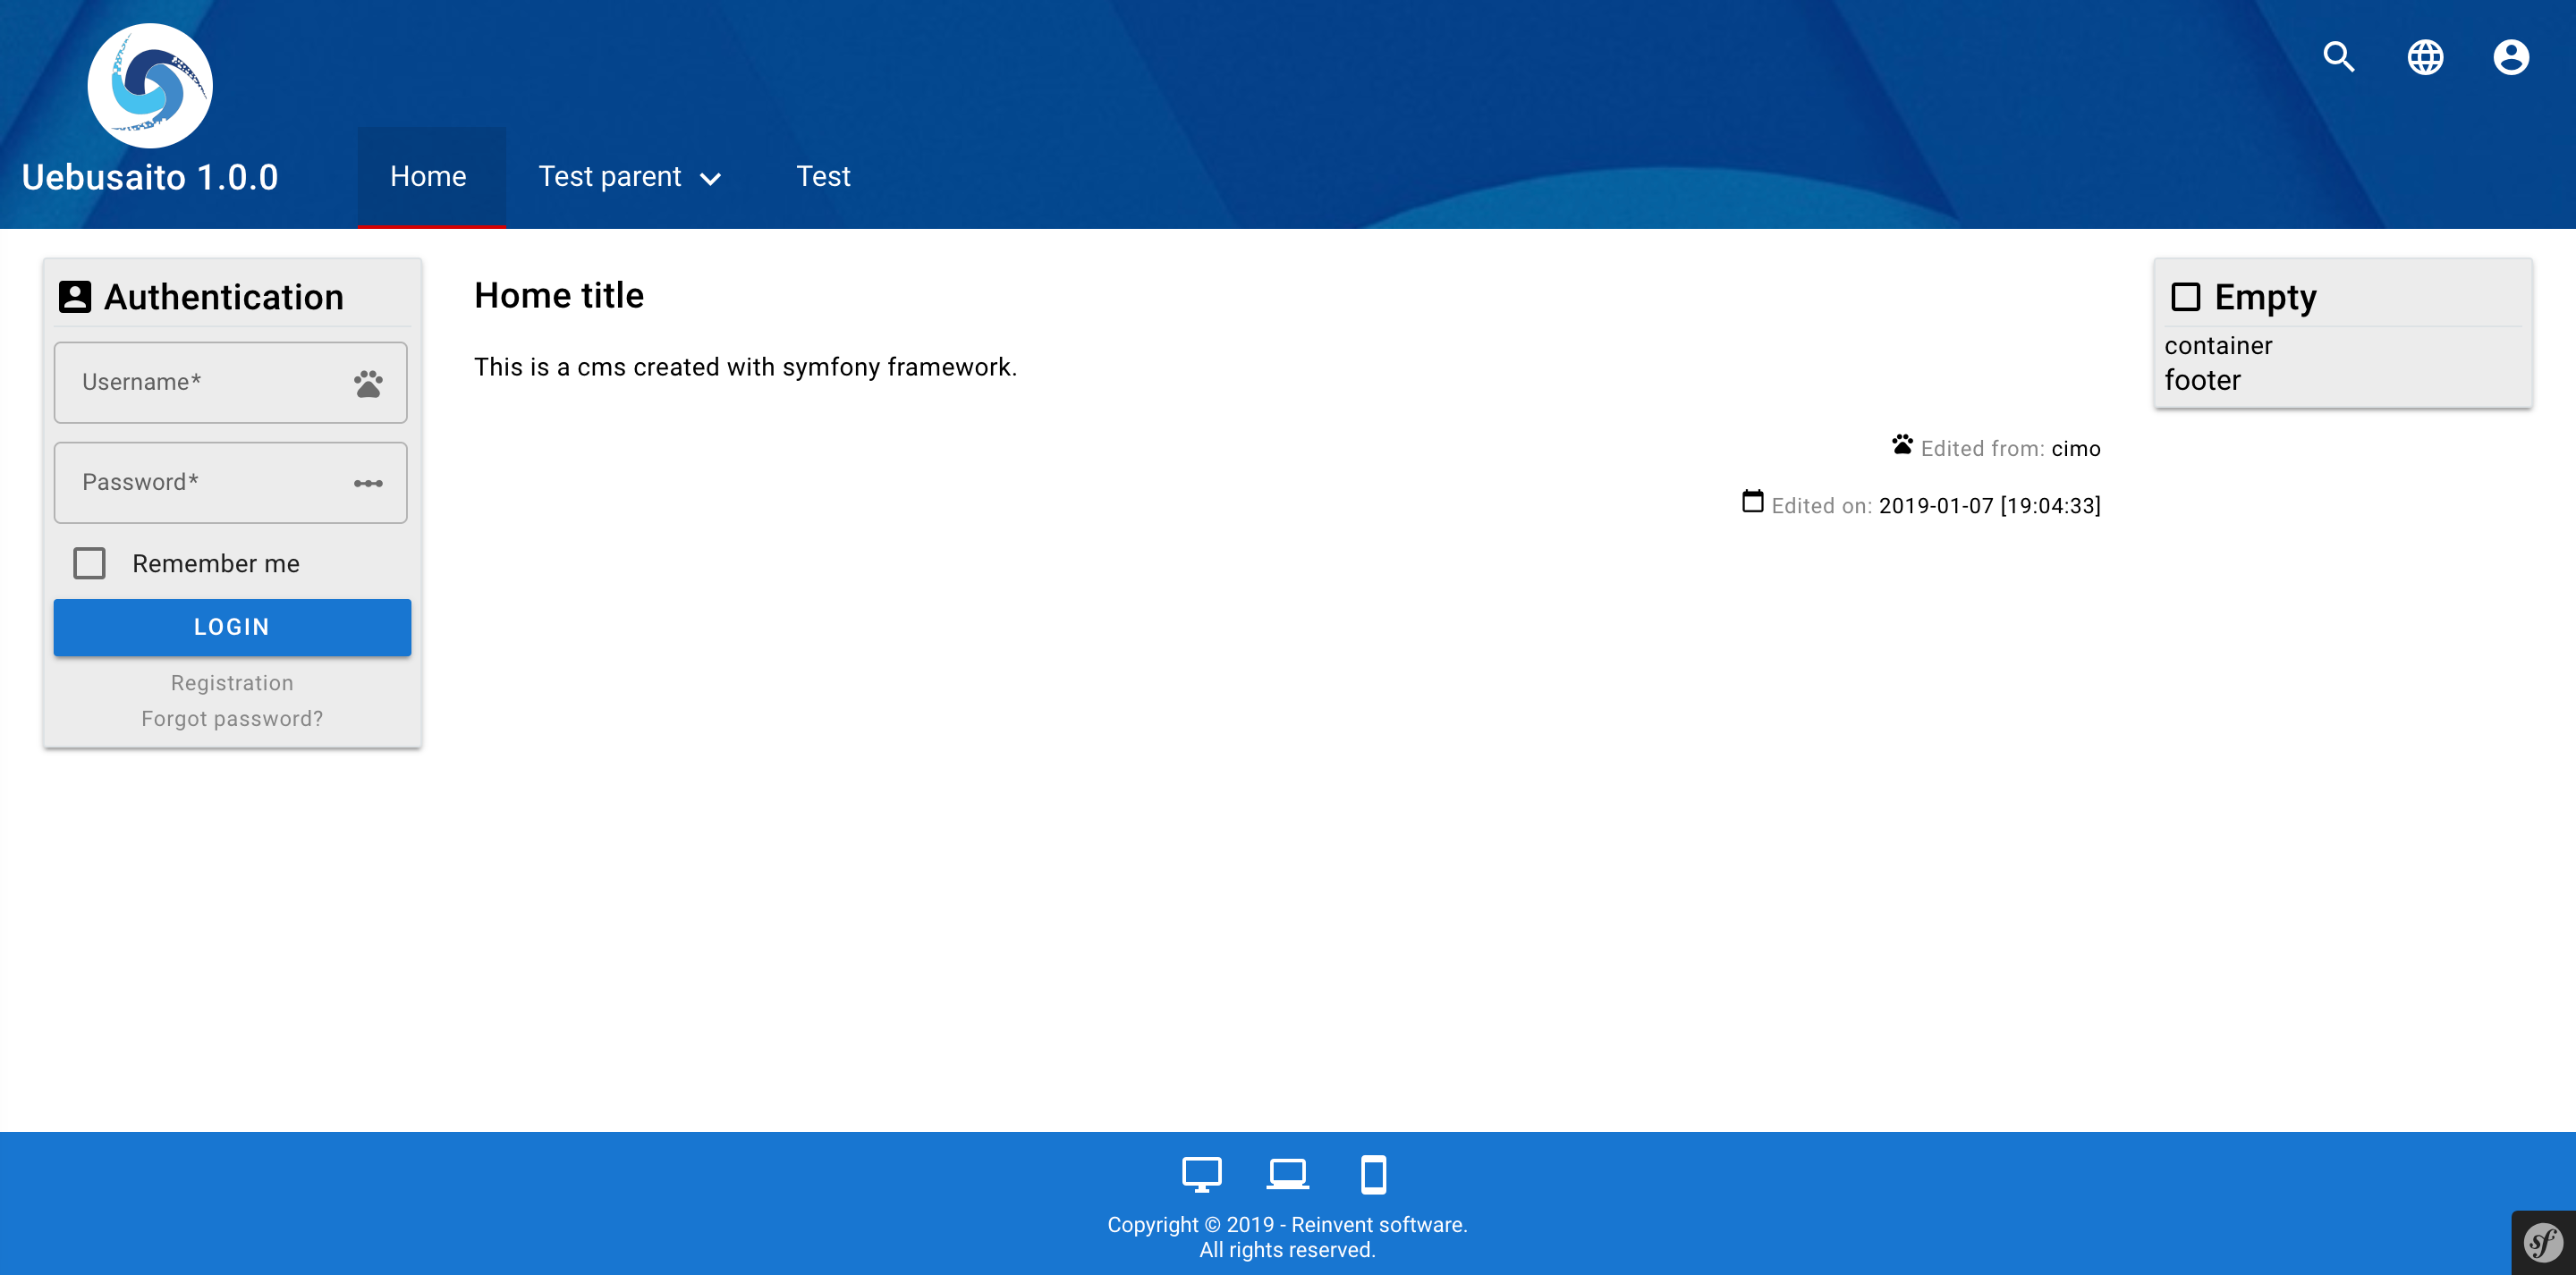 Uebusaito 1.0.0
Home
Test parent
Test
Authentication
Username*
Password*
Remember me
LOGIN
Registration
Forgot password?
Home title
This is a cms created with symfony framework.
Edited from: cimo
Edited on: 2019-01-07 [19:04:33]
Empty
container
footer
Copyright © 2019 - Reinvent software.
All rights reserved.
sf